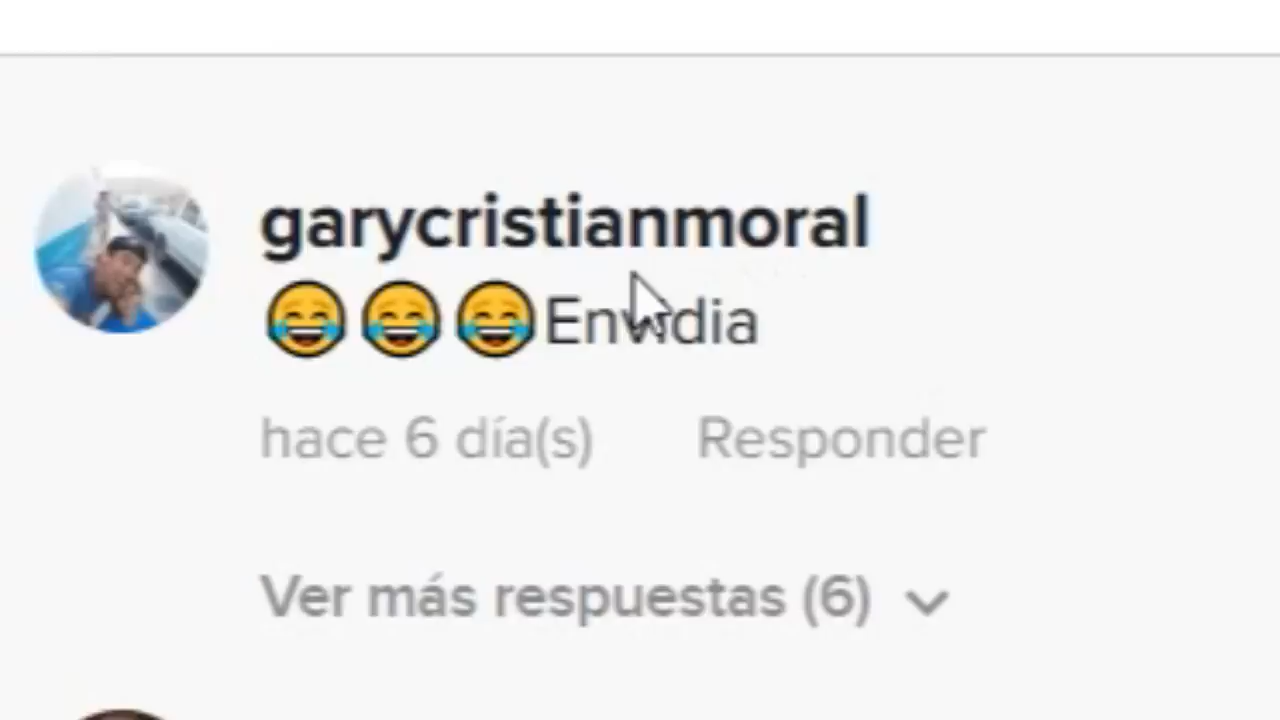 garycristianmoral
😂😂😂Envidia
hace 6 día(s) Responder
Ver más respuestas (6)